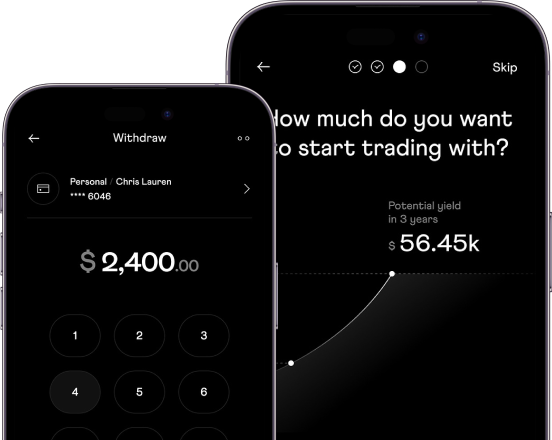 Withdraw
Personal / Chris Lauren
**** 6046
$ 2,400.00
1 2 3
4 5 6
Skip
How much do you want
to start trading with?
Potential yield
in 3 years
$ 56.45k